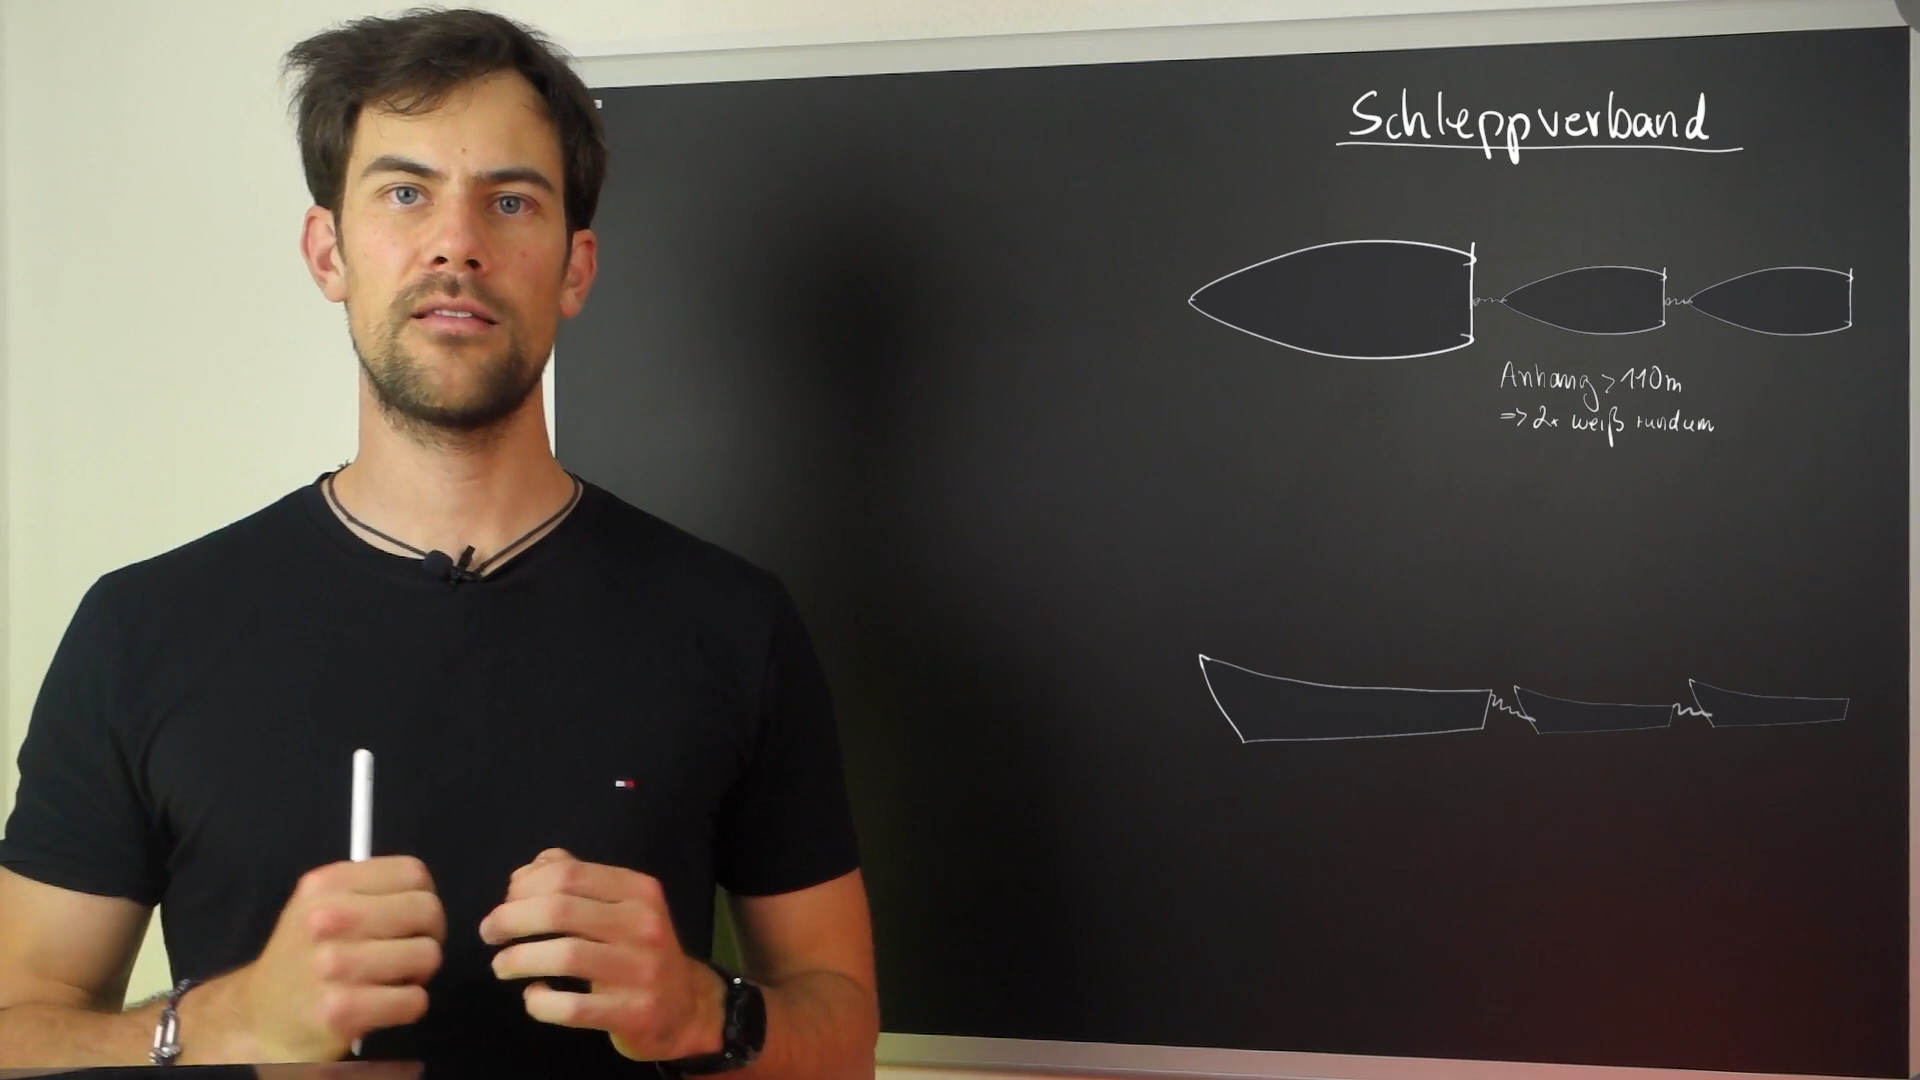 Schleppverband
Anhang > 110m
=> 2x weiß rundum